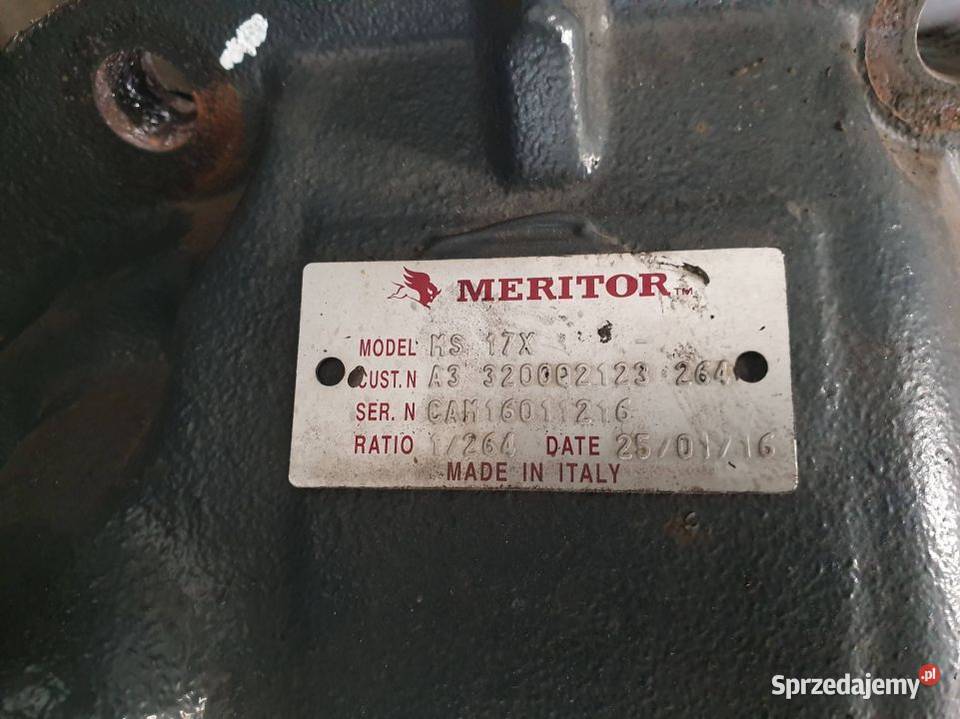 MERITOR™
MODEL MS 17X
CUST.N A3 320002123 264
SER. N CAM16011216
RATIO 1/264 DATE 25/01/16
MADE IN ITALY
Sprzedajemy.pl